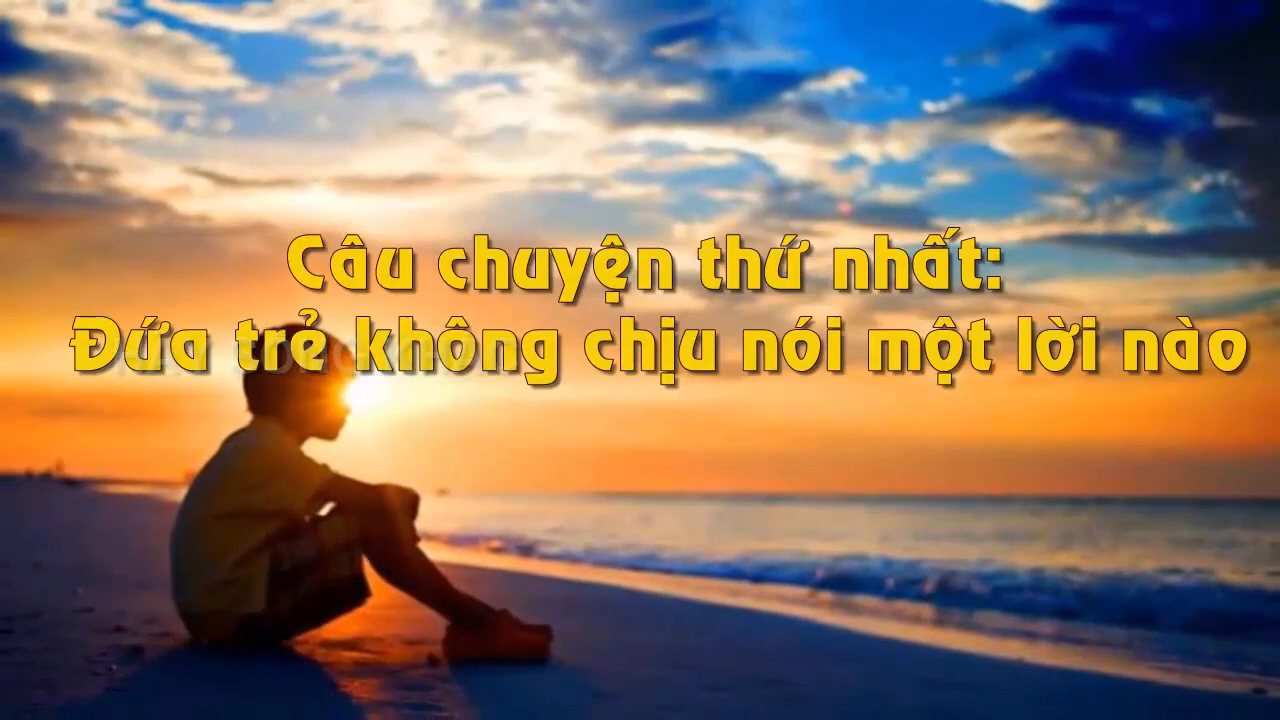 Câu chuyện thứ nhất:
Đứa trẻ không chịu nói một lời nào